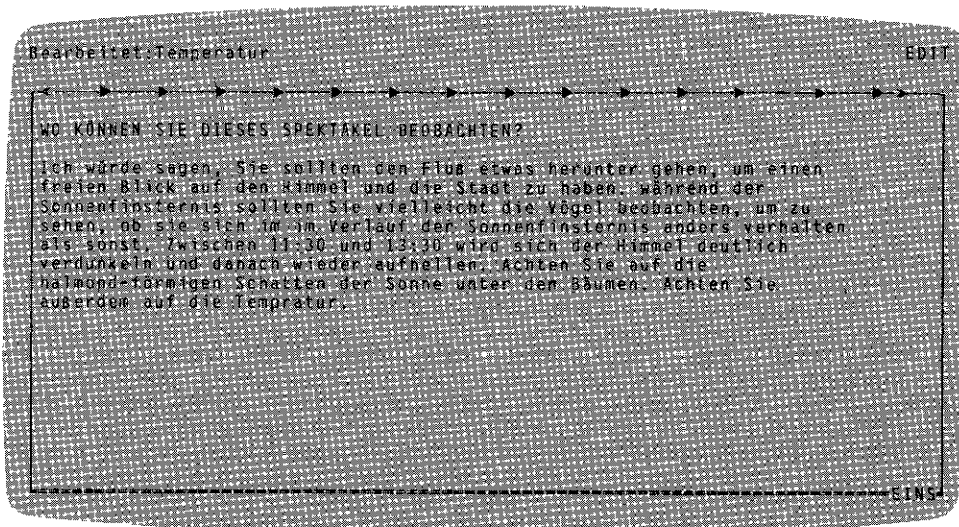 Bearbeitet:Temperatur EDIT
WO KÖNNEN SIE DIESES SPEKTAKEL BEOBACHTEN?
Ich würde sagen, Sie sollten den Fluß etwas herunter gehen, um einen
freien Blick auf den Himmel und die Stadt zu haben. während der
Sonnenfinsternis sollten Sie vielleicht die Vögel beobachten, um zu
sehen, ob sie sich im im Verlauf der Sonnenfinsternis anders verhalten
als sonst. Zwischen 11:30 und 13:30 wird sich der Himmel deutlich
verdunkeln und danach wieder aufhellen. Achten Sie auf die
halmond-förmigen Schatten der Sonne unter den Bäumen. Achten Sie
außerdem auf die Tempratur.
EINS